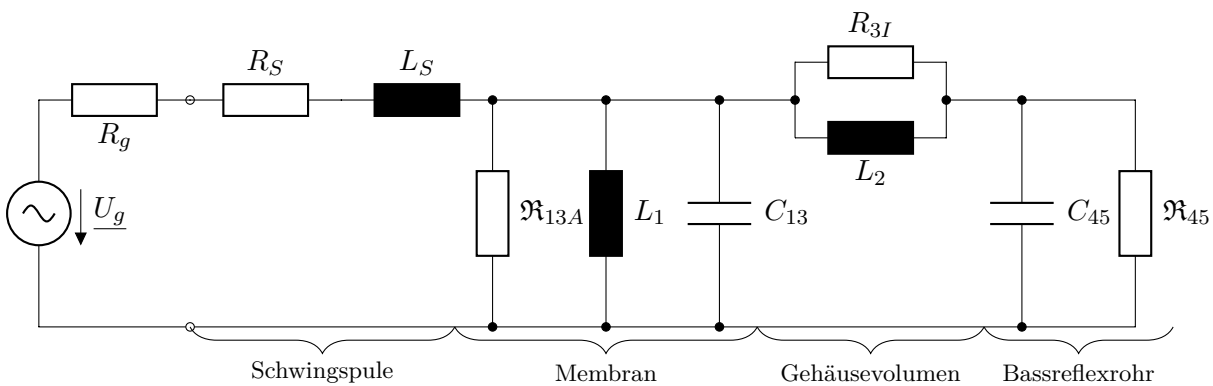 R_{3I}
R_S
L_S
R_g
L_2
U_g
ℜ_{13A}
L_1
C_{13}
C_{45}
ℜ_{45}
Schwingspule
Membran
Gehäusevolumen
Bassreflexrohr